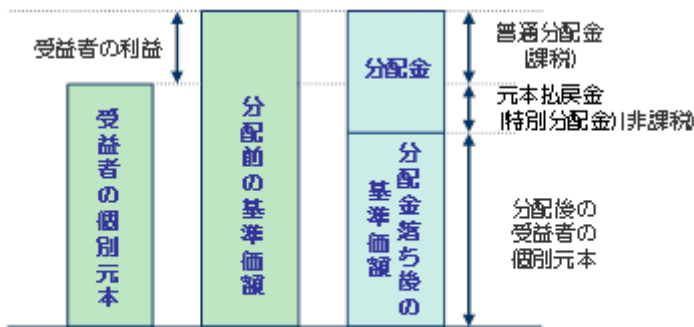 受益者の利益
受益者の個別元本
分配前の基準価額
分配金
分配金落ち後の
基準価額
普通分配金
(課税)
元本払戻金
(特別分配金)(非課税)
分配後の
受益者の
個別元本